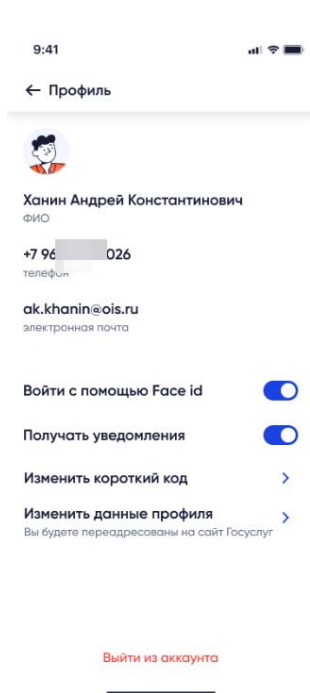 9:41
← Профиль
Ханин Андрей Константинович
ФИО
+7 96 026
телефон
ak.khanin@ois.ru
электронная почта
Войти с помощью Face id
Получать уведомления
Изменить короткий код
Изменить данные профиля
Вы будете переадресованы на сайт Госуслуг
Выйти из аккаунта